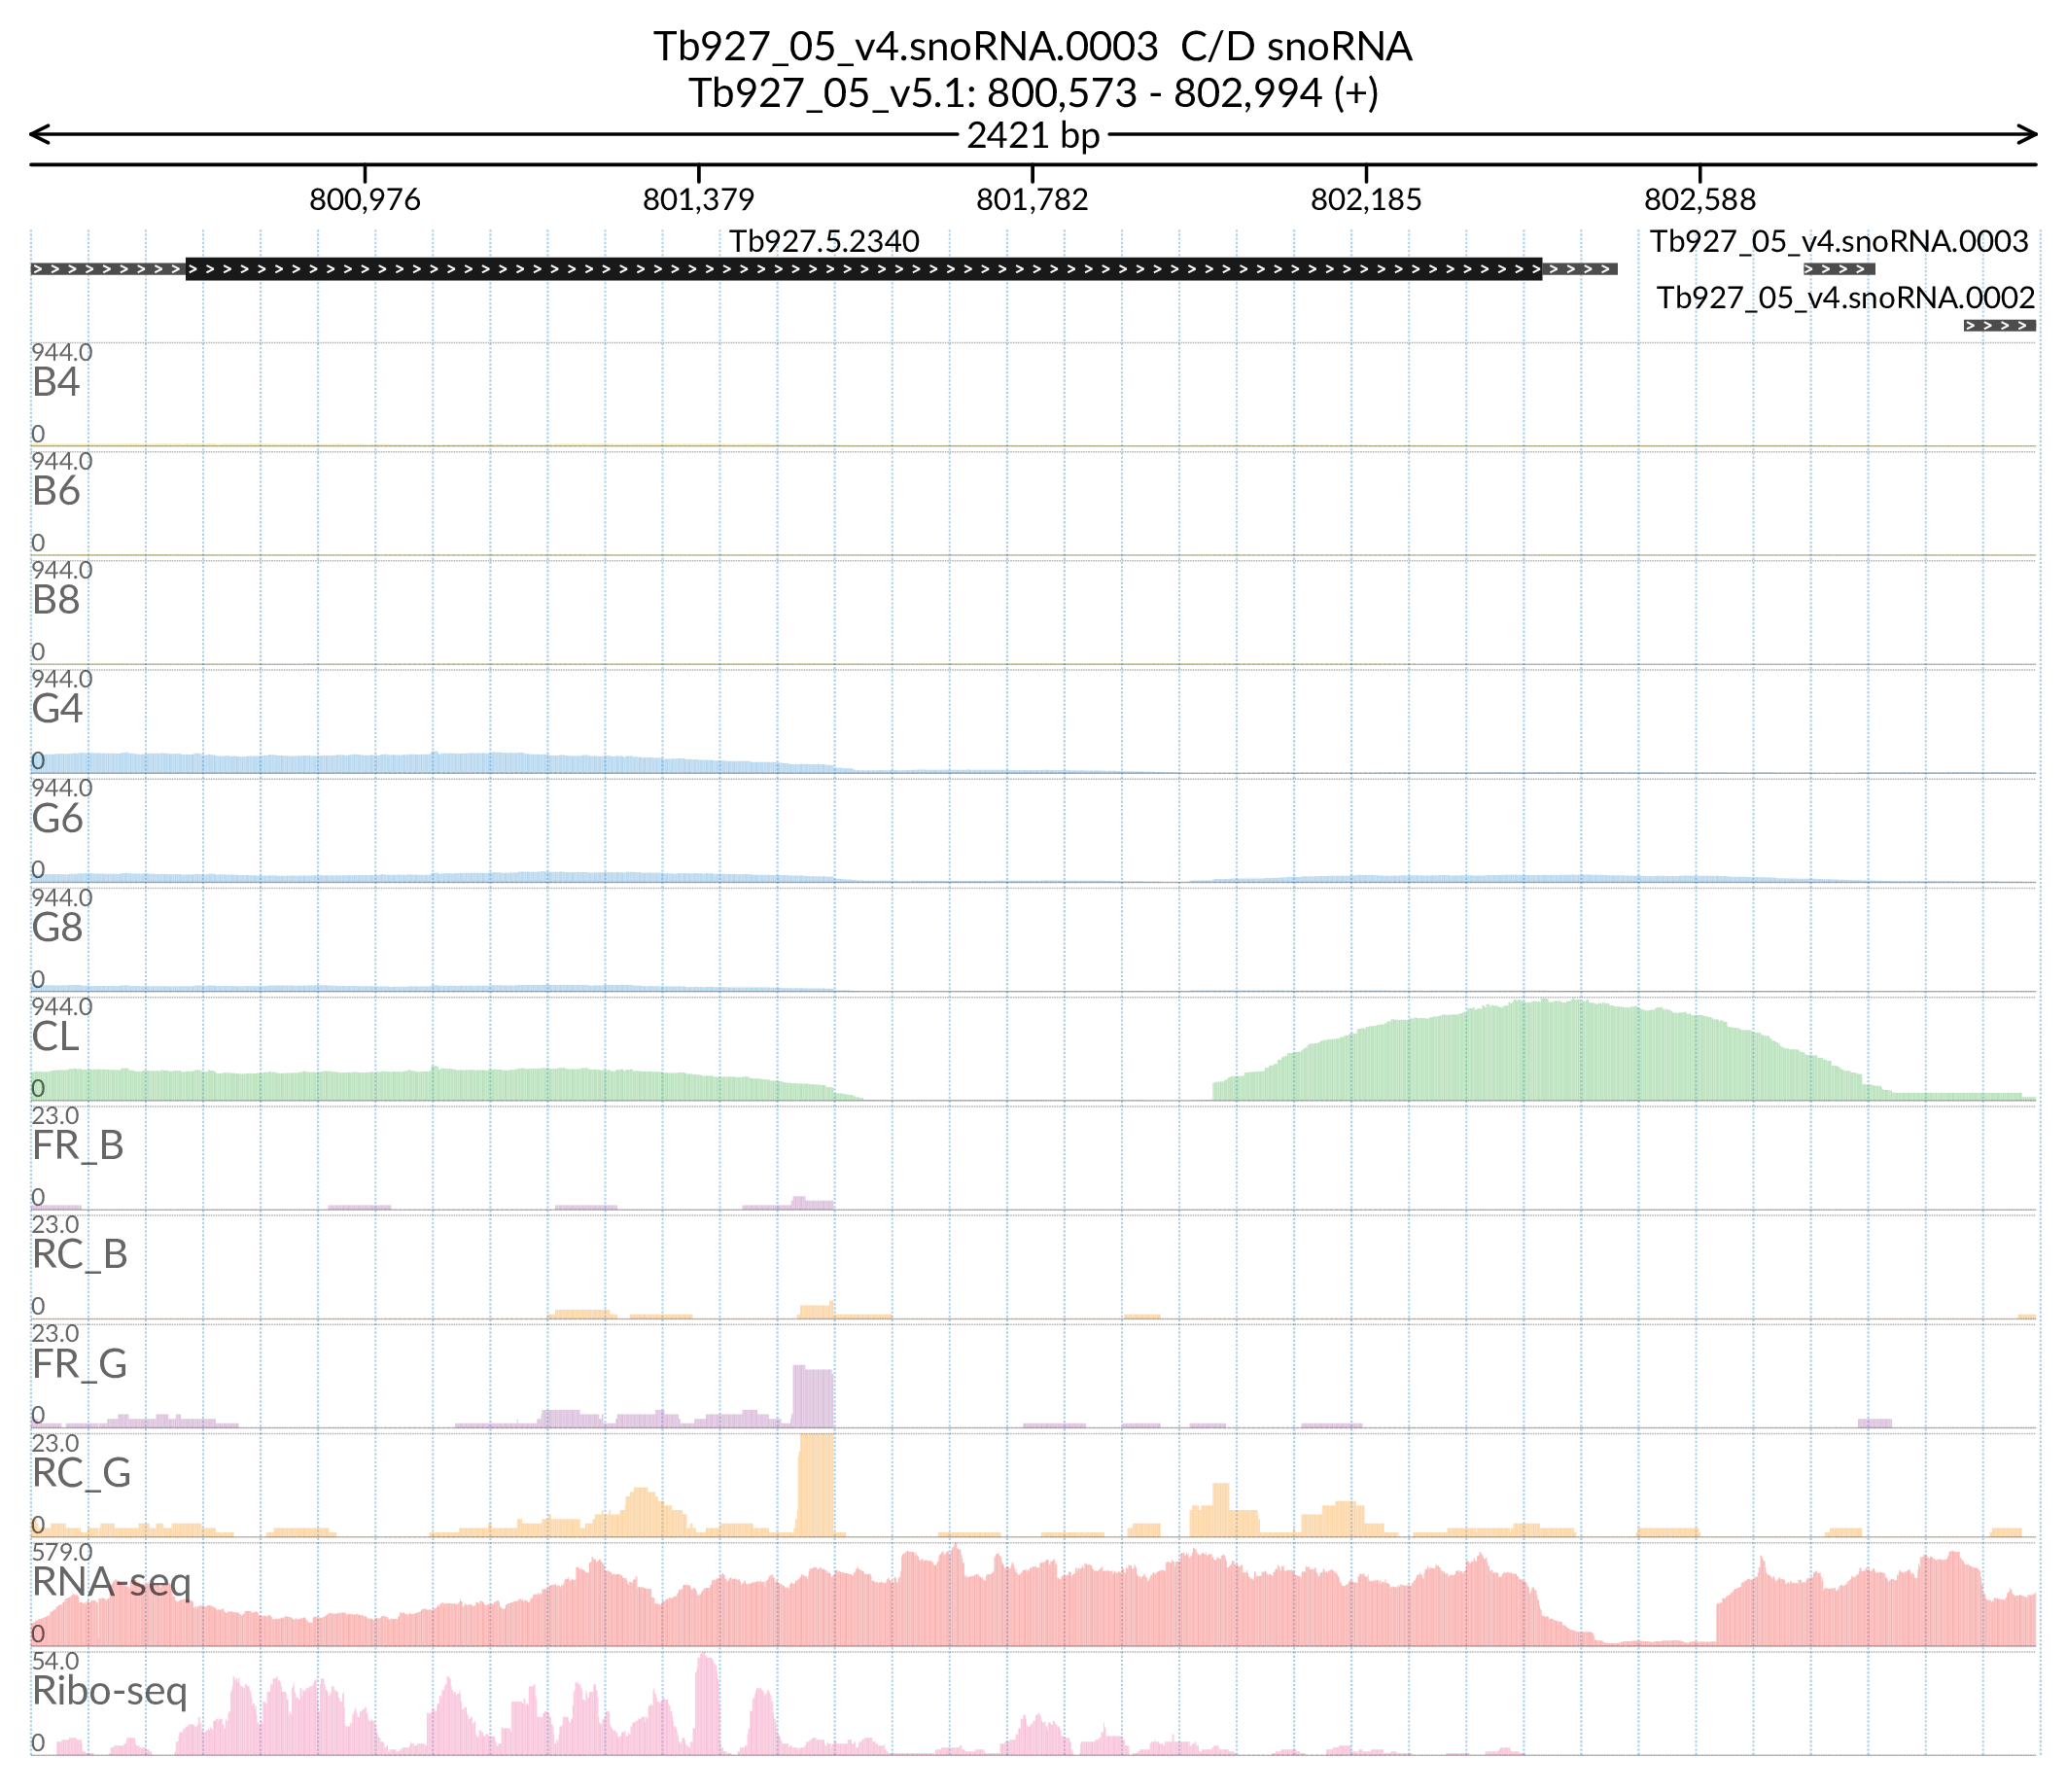 Tb927_05_v4.snoRNA.0003  C/D snoRNA
Tb927_05_v5.1: 800,573 - 802,994 (+)
2421 bp
800,976 801,379 801,782 802,185 802,588
Tb927.5.2340 Tb927_05_v4.snoRNA.0003
Tb927_05_v4.snoRNA.0002
944.0
B4
0
944.0
B6
0
944.0
B8
0
944.0
G4
0
944.0
G6
0
944.0
G8
0
944.0
CL
0
23.0
FR_B
0
23.0
RC_B
0
23.0
FR_G
0
23.0
RC_G
0
579.0
RNA-seq
0
54.0
Ribo-seq
0